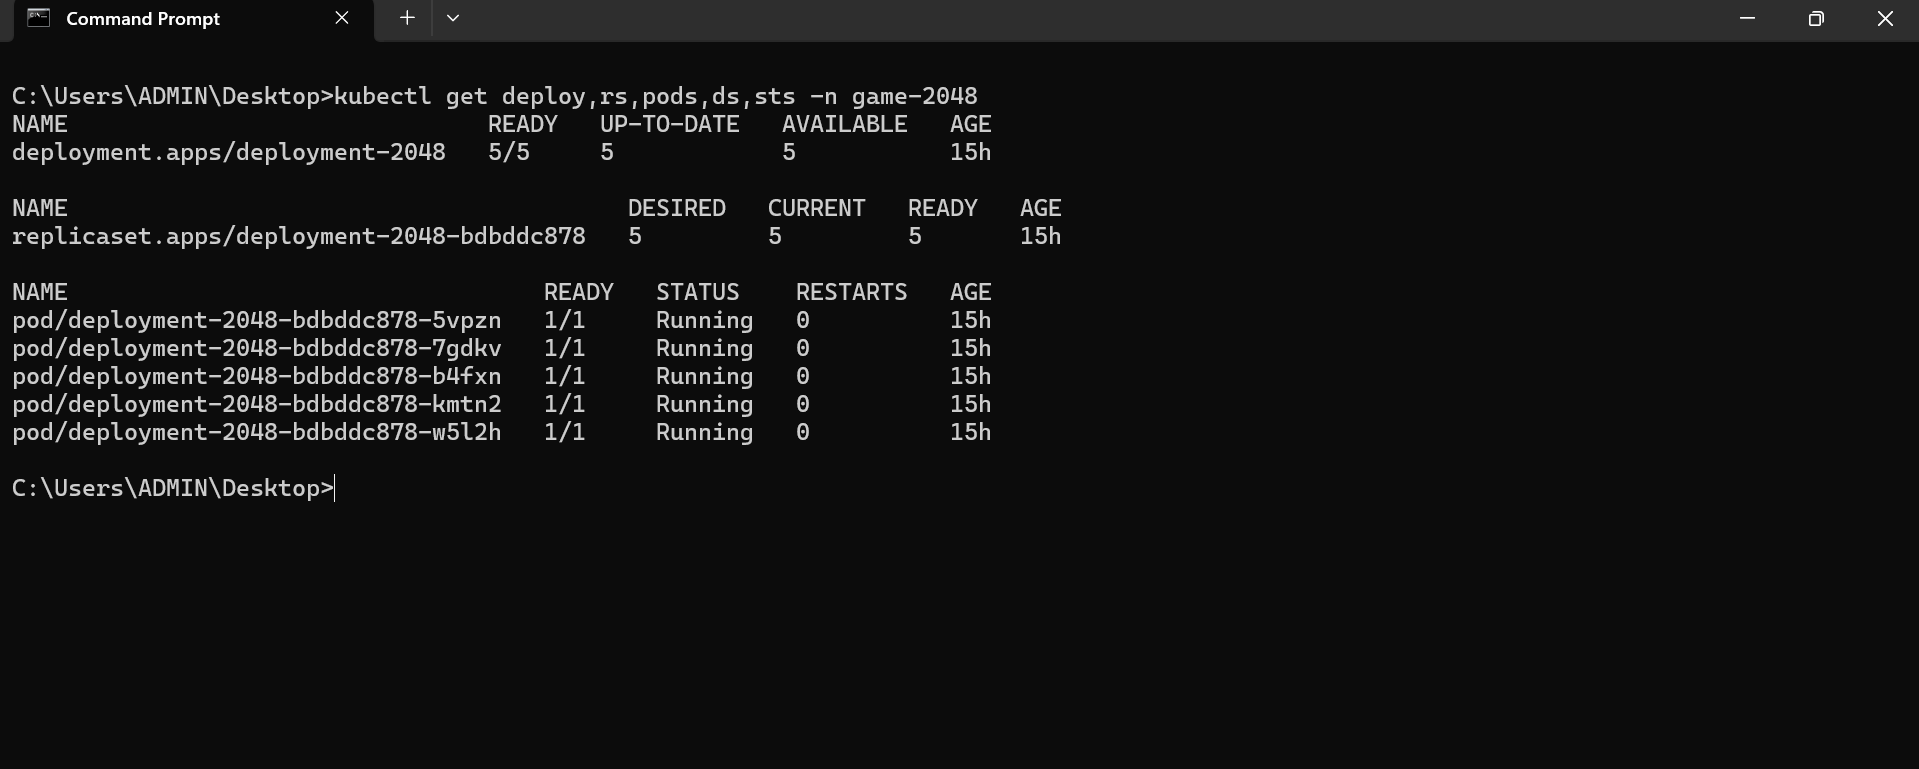 Command Prompt
C:\Users\ADMIN\Desktop>kubectl get deploy,rs,pods,ds,sts -n game-2048
NAME READY UP-TO-DATE AVAILABLE AGE
deployment.apps/deployment-2048 5/5 5 5 15h
NAME DESIRED CURRENT READY AGE
replicaset.apps/deployment-2048-bdbddc878 5 5 5 15h
NAME READY STATUS RESTARTS AGE
pod/deployment-2048-bdbddc878-5vpzn 1/1 Running 0 15h
pod/deployment-2048-bdbddc878-7gdkv 1/1 Running 0 15h
pod/deployment-2048-bdbddc878-b4fxn 1/1 Running 0 15h
pod/deployment-2048-bdbddc878-kmtn2 1/1 Running 0 15h
pod/deployment-2048-bdbddc878-w5l2h 1/1 Running 0 15h
C:\Users\ADMIN\Desktop>